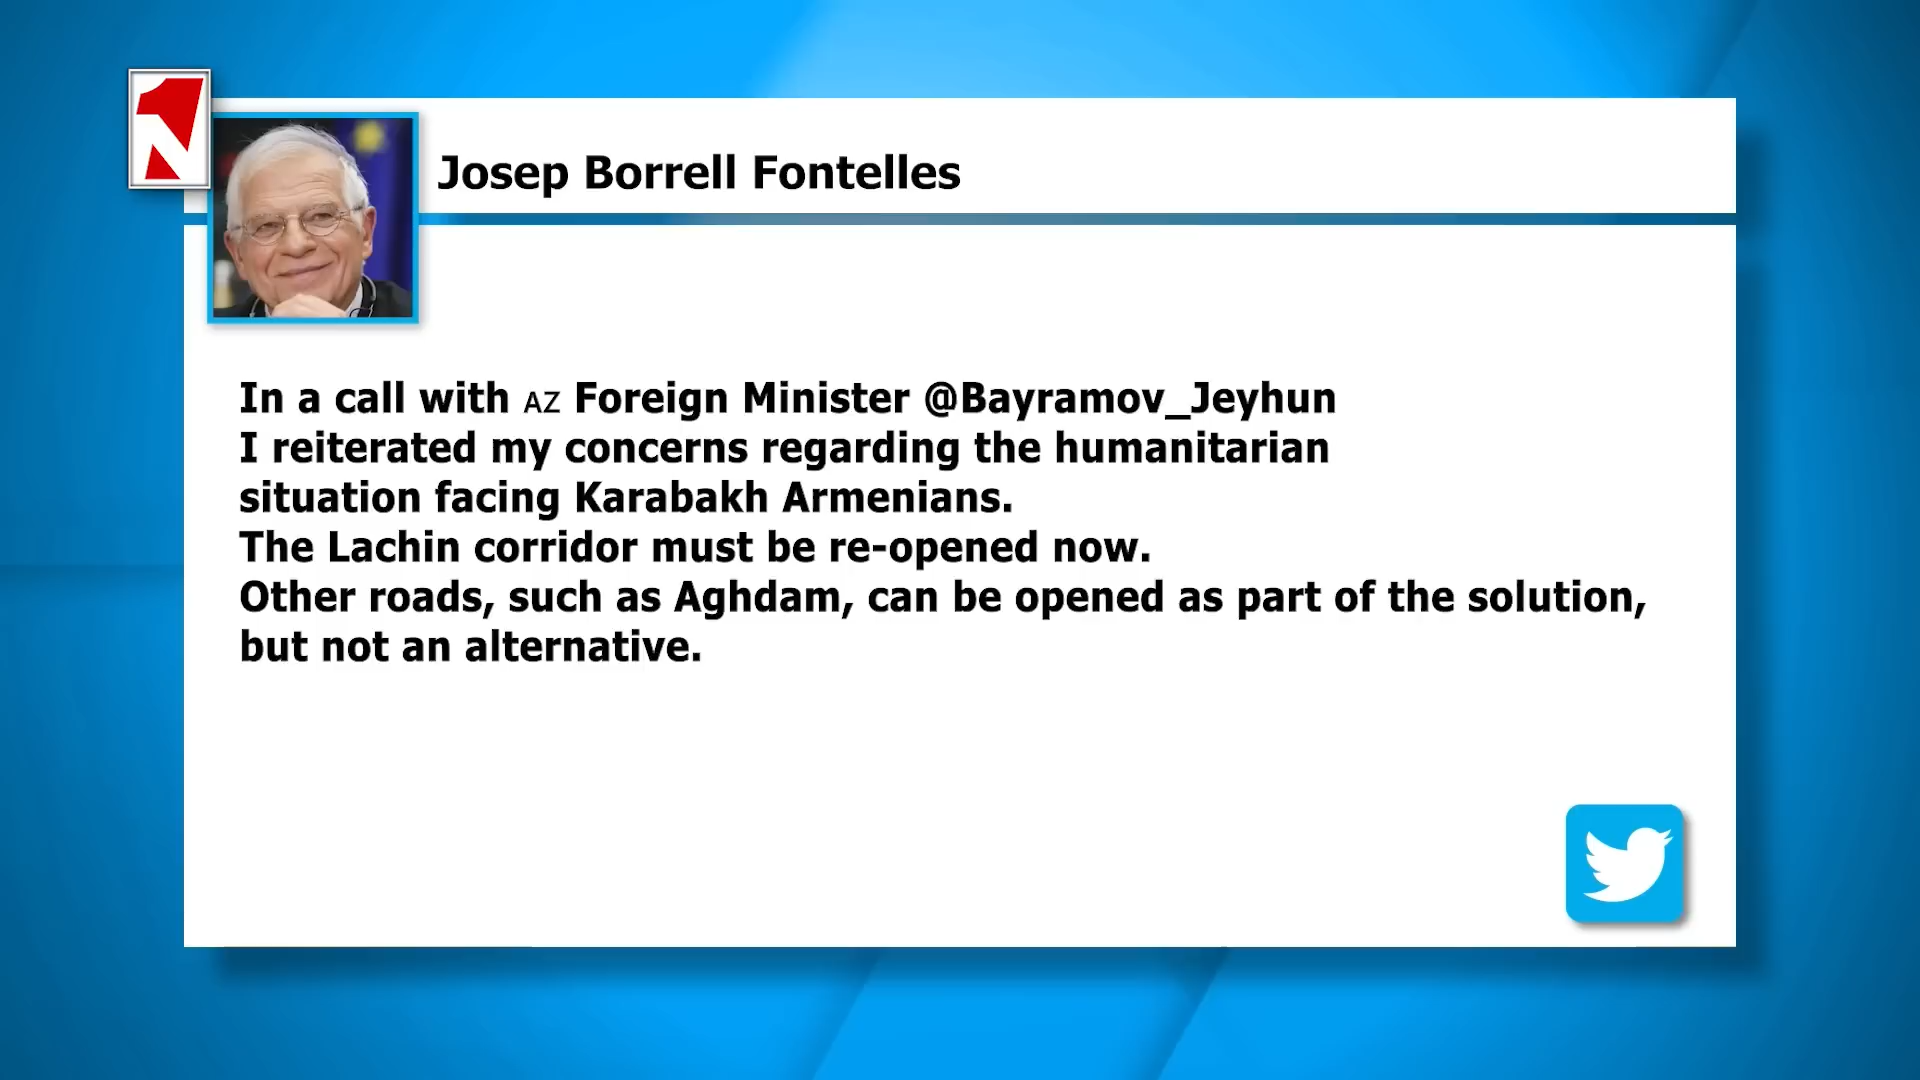 1N
Josep Borrell Fontelles
In a call with AZ Foreign Minister @Bayramov_Jeyhun
I reiterated my concerns regarding the humanitarian
situation facing Karabakh Armenians.
The Lachin corridor must be re-opened now.
Other roads, such as Aghdam, can be opened as part of the solution,
but not an alternative.